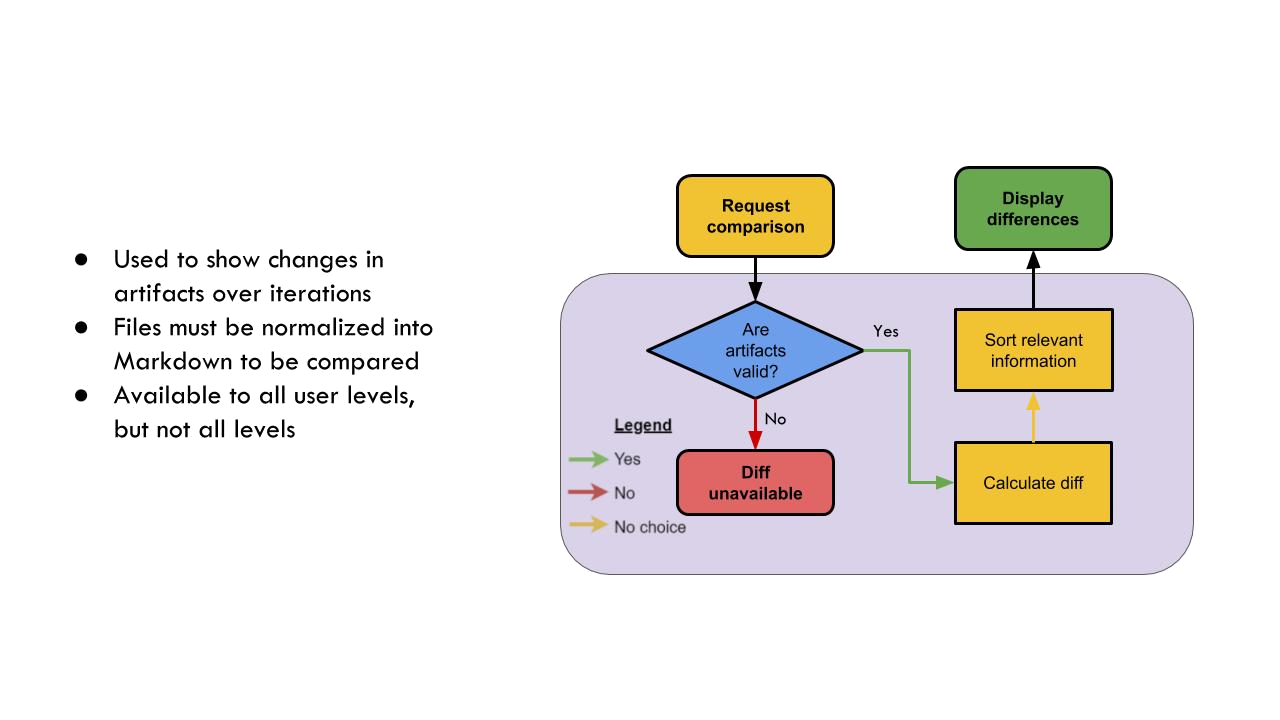 ● Used to show changes in
artifacts over iterations
● Files must be normalized into
Markdown to be compared
● Available to all user levels,
but not all levels
Request
comparison
Are
artifacts
valid?
Yes
No
Diff
unavailable
Legend
Yes
No
No choice
Display
differences
Sort relevant
information
Calculate diff